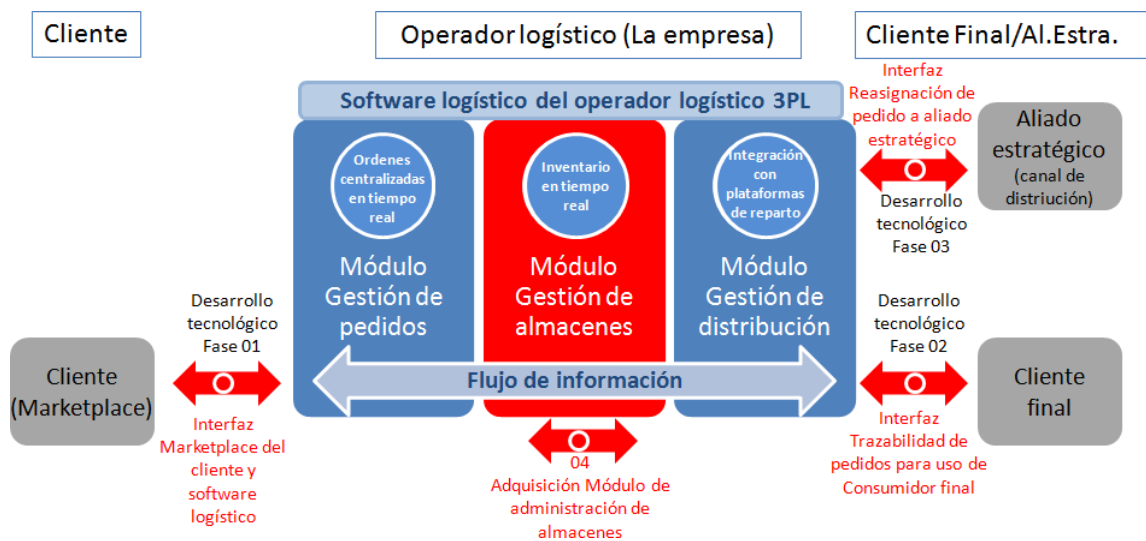 Cliente
Operador logístico (La empresa)
Cliente Final/Al.Estra.
Software logístico del operador logístico 3PL
Ordenes
centralizadas
en tiempo
real
Módulo
Gestión de
pedidos
Inventario
en tiempo
real
Módulo
Gestión de
almacenes
Integración
con
plataformas
de reparto
Módulo
Gestión de
distribución
Flujo de información
Desarrollo
tecnológico
Fase 01
Cliente
(Marketplace)
Interfaz
Marketplace del
cliente y
software
logístico
04
Adquisición Módulo de
administración de
almacenes
Interfaz
Reasignación de
pedido a aliado
estratégico
Desarrollo
tecnológico
Fase 03
Aliado
estratégico
(canal de
distriución)
Desarrollo
tecnológico
Fase 02
Cliente
final
Interfaz
Trazabilidad de
pedidos para uso de
Consumidor final